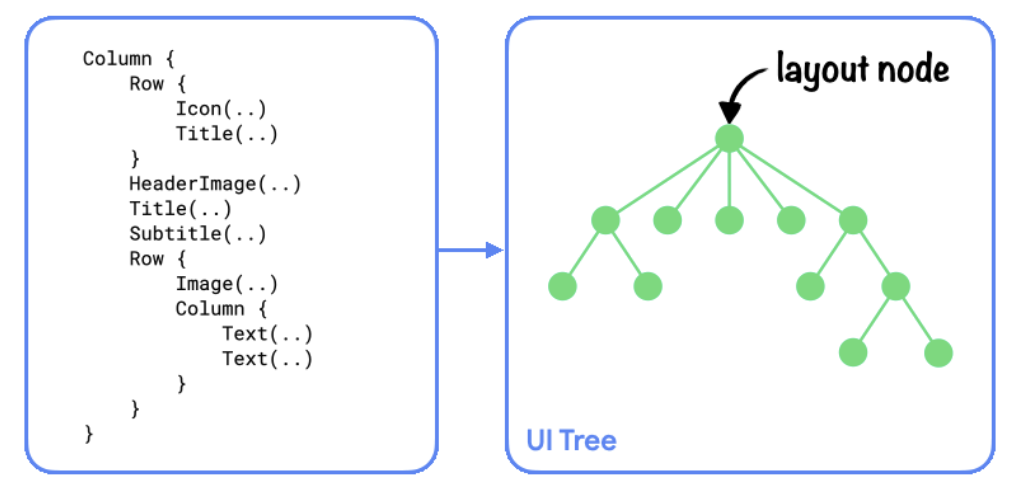 Column {
    Row {
        Icon(..)
        Title(..)
    }
    HeaderImage(..)
    Title(..)
    Subtitle(..)
    Row {
        Image(..)
        Column {
            Text(..)
            Text(..)
        }
    }
}
layout node
UI Tree